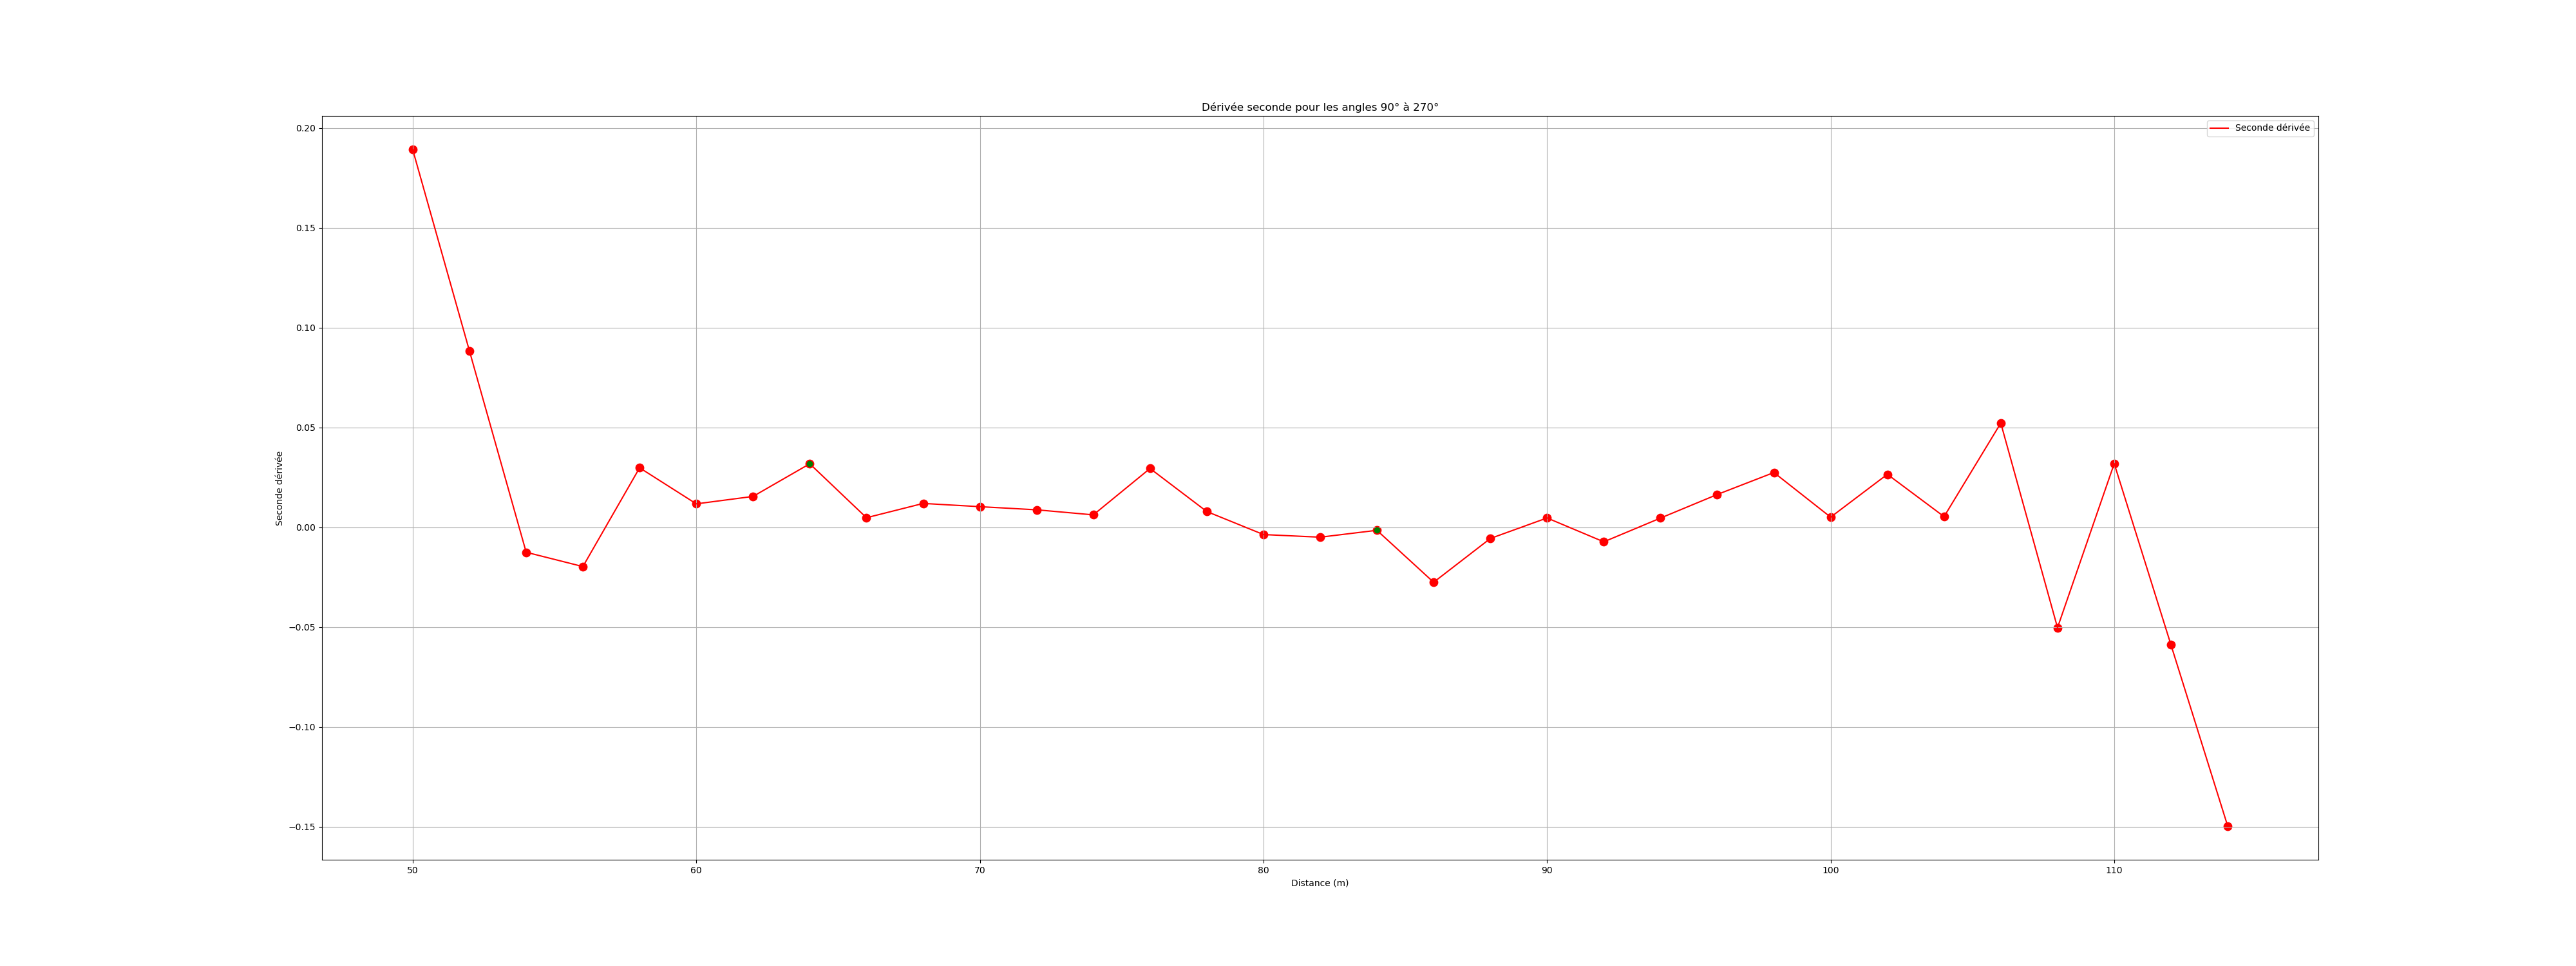 Dérivée seconde pour les angles 90° à 270°
Seconde dérivée
0.20
0.15
0.10
0.05
0.00
−0.05
−0.10
−0.15
Seconde dérivée
50 60 70 80 90 100 110
Distance (m)